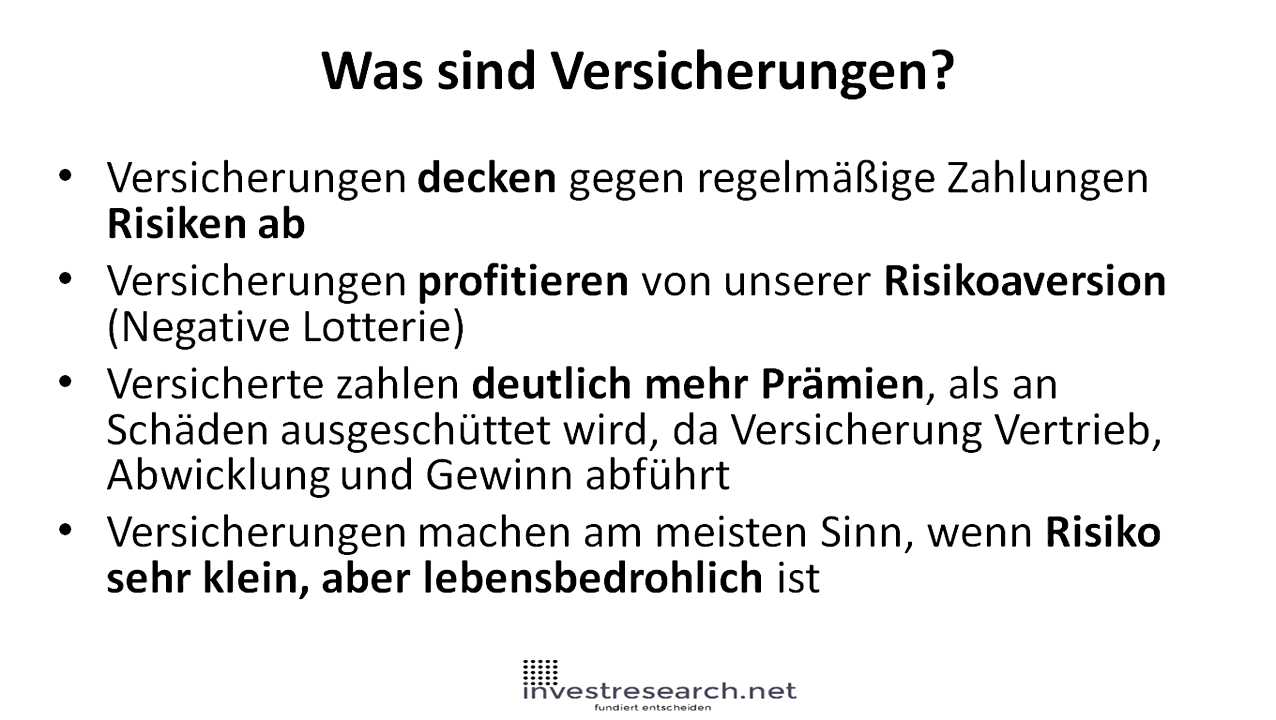 Was sind Versicherungen?
• Versicherungen decken gegen regelmäßige Zahlungen
Risiken ab
• Versicherungen profitieren von unserer Risikoaversion
(Negative Lotterie)
• Versicherte zahlen deutlich mehr Prämien, als an
Schäden ausgeschüttet wird, da Versicherung Vertrieb,
Abwicklung und Gewinn abführt
• Versicherungen machen am meisten Sinn, wenn Risiko
sehr klein, aber lebensbedrohlich ist
investresearch.net
fundiert entscheiden